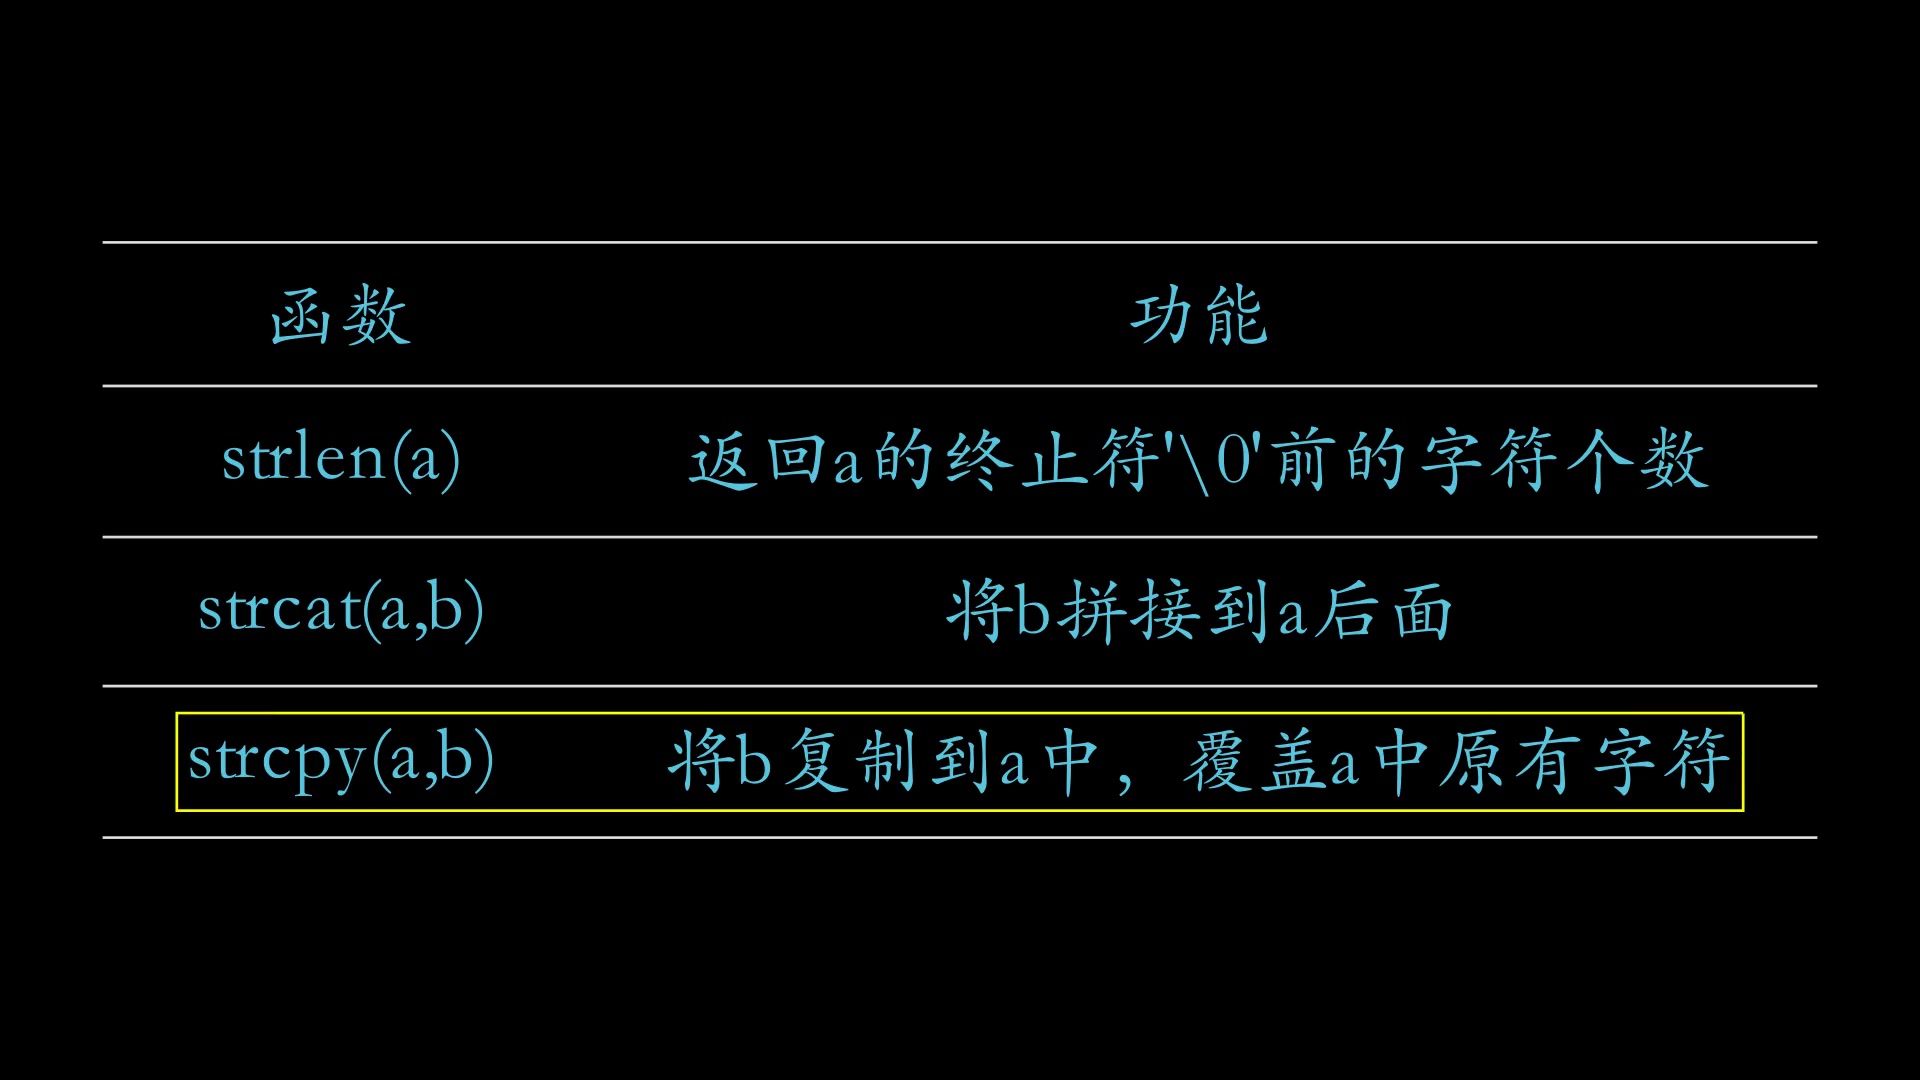 函数 功能
strlen(a) 返回a的终止符'\0'前的字符个数
strcat(a,b) 将b拼接到a后面
strcpy(a,b) 将b复制到a中，覆盖a中原有字符